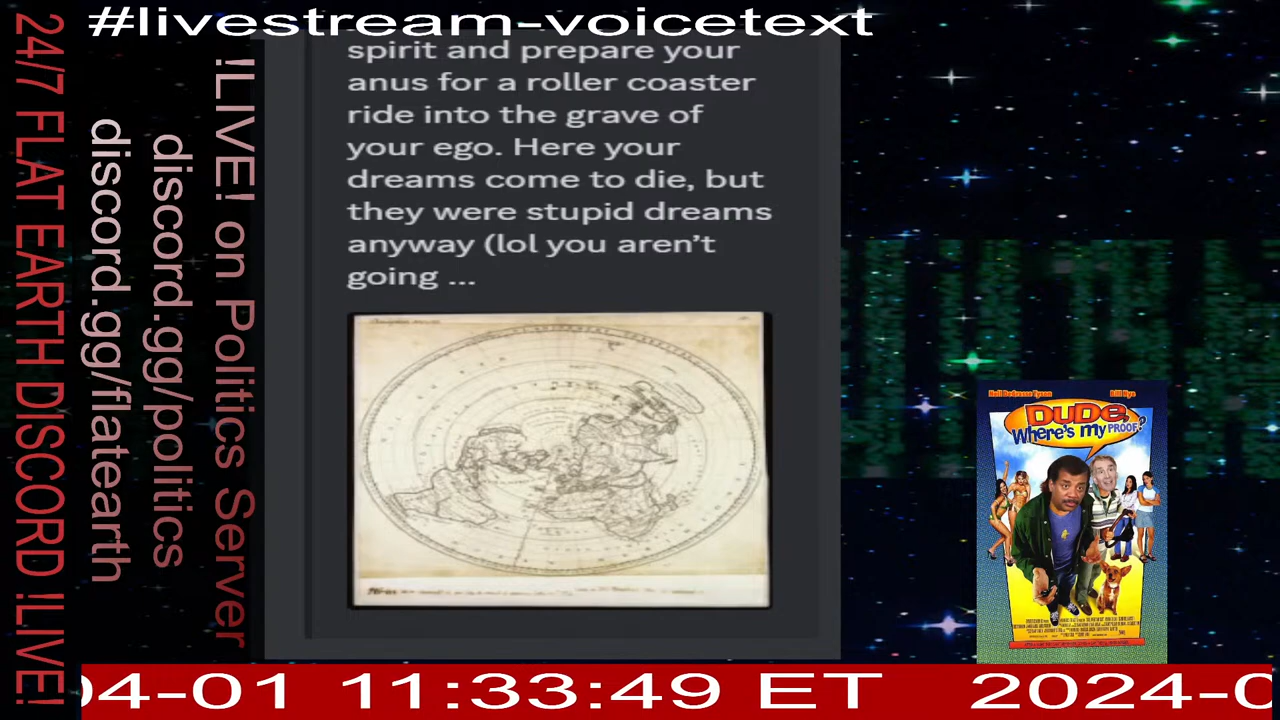 #livestream-voicetext
24/7 FLAT EARTH DISCORD !LIVE!
discord.gg/flatearth
discord.gg/politics
!LIVE! on Politics Server
spirit and prepare your
anus for a roller coaster
ride into the grave of
your ego. Here your
dreams come to die, but
they were stupid dreams
anyway (lol you aren't
going ...
Neil DeGrasse Tyson
Bill Nye
DUDE,
WHERE'S MY PROOF?
04-01 11:33:49 ET 2024-0